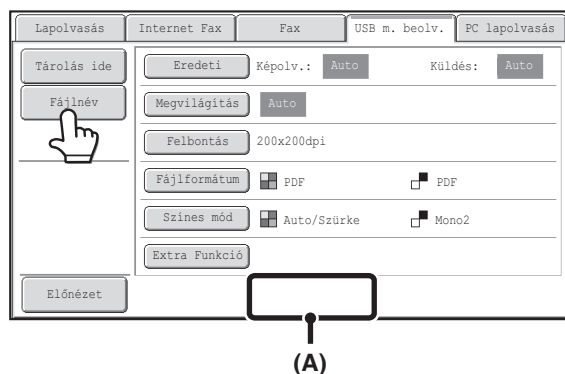 Lapolvasás Internet Fax Fax USB m. beolv. PC lapolvasás
Tárolás ide Eredeti Képolv.: Auto Küldés: Auto
Fájlnév Megvilágítás Auto
Felbontás 200x200dpi
Fájlformátum PDF PDF
Színes mód Auto/Szürke Mono2
Extra Funkció
Előnézet
(A)